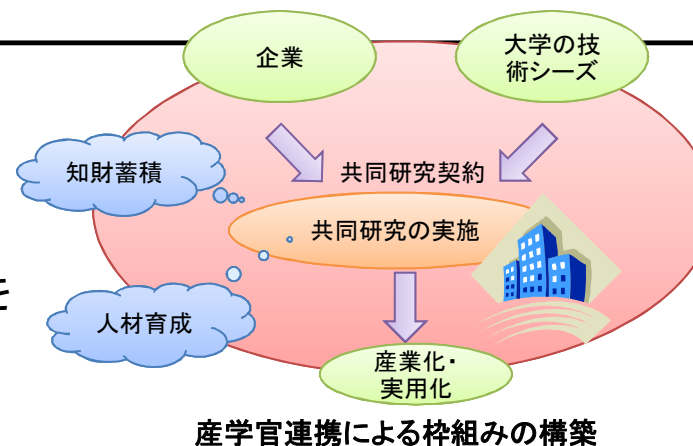 企業
大学の技
術シーズ
知財蓄積
共同研究契約
共同研究の実施
人材育成
産業化・
実用化
産学官連携による枠組みの構築